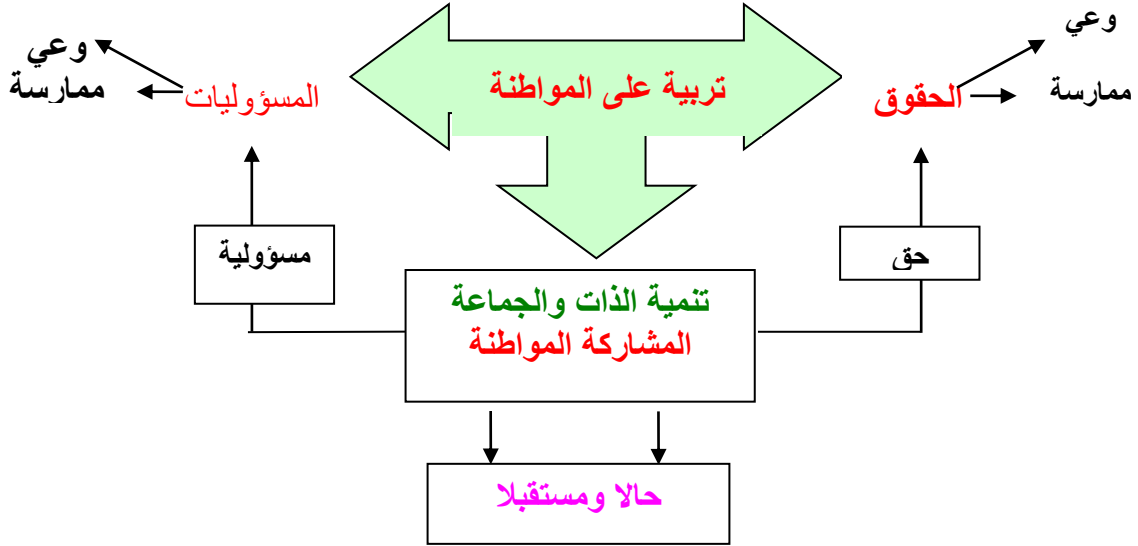 وعي
ممارسة
الحقوق
تربية على المواطنة
المسؤوليات
وعي
ممارسة
حق
مسؤولية
تنمية الذات والجماعة
المشاركة المواطنة
حالا ومستقبلا